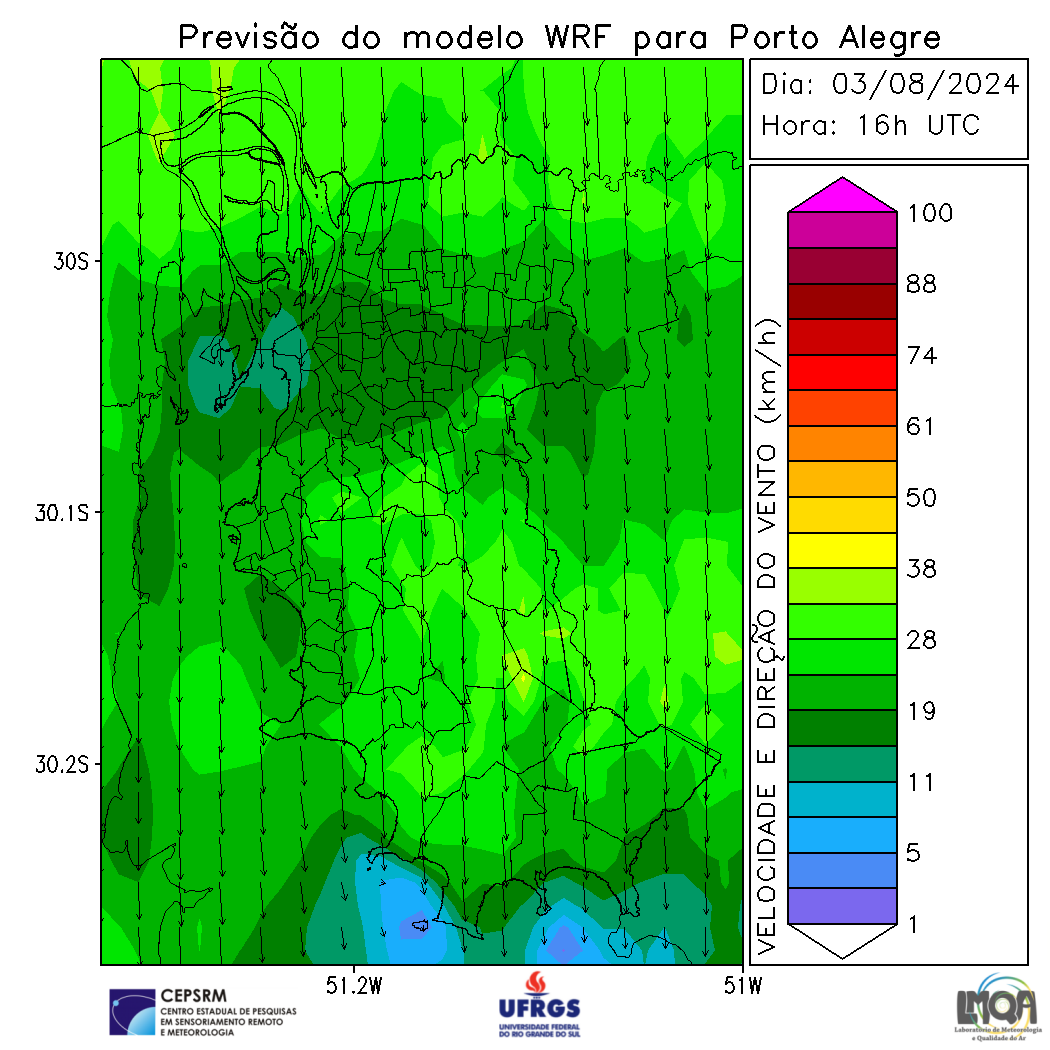 Previsão do modelo WRF para Porto Alegre
Dia: 03/08/2024
Hora: 16h UTC
30S
30.1S
30.2S
51.2W
51W
VELOCIDADE E DIREÇÃO DO VENTO (km/h)
100
88
74
61
50
38
28
19
11
5
1
CEPSRM
CENTRO ESTADUAL DE PESQUISAS
EM SENSORIAMENTO REMOTO
E METEOROLOGIA
UFRGS
UNIVERSIDADE FEDERAL
DO RIO GRANDE DO SUL
LMQA
Laboratório de Meteorologia
e Qualidade do Ar